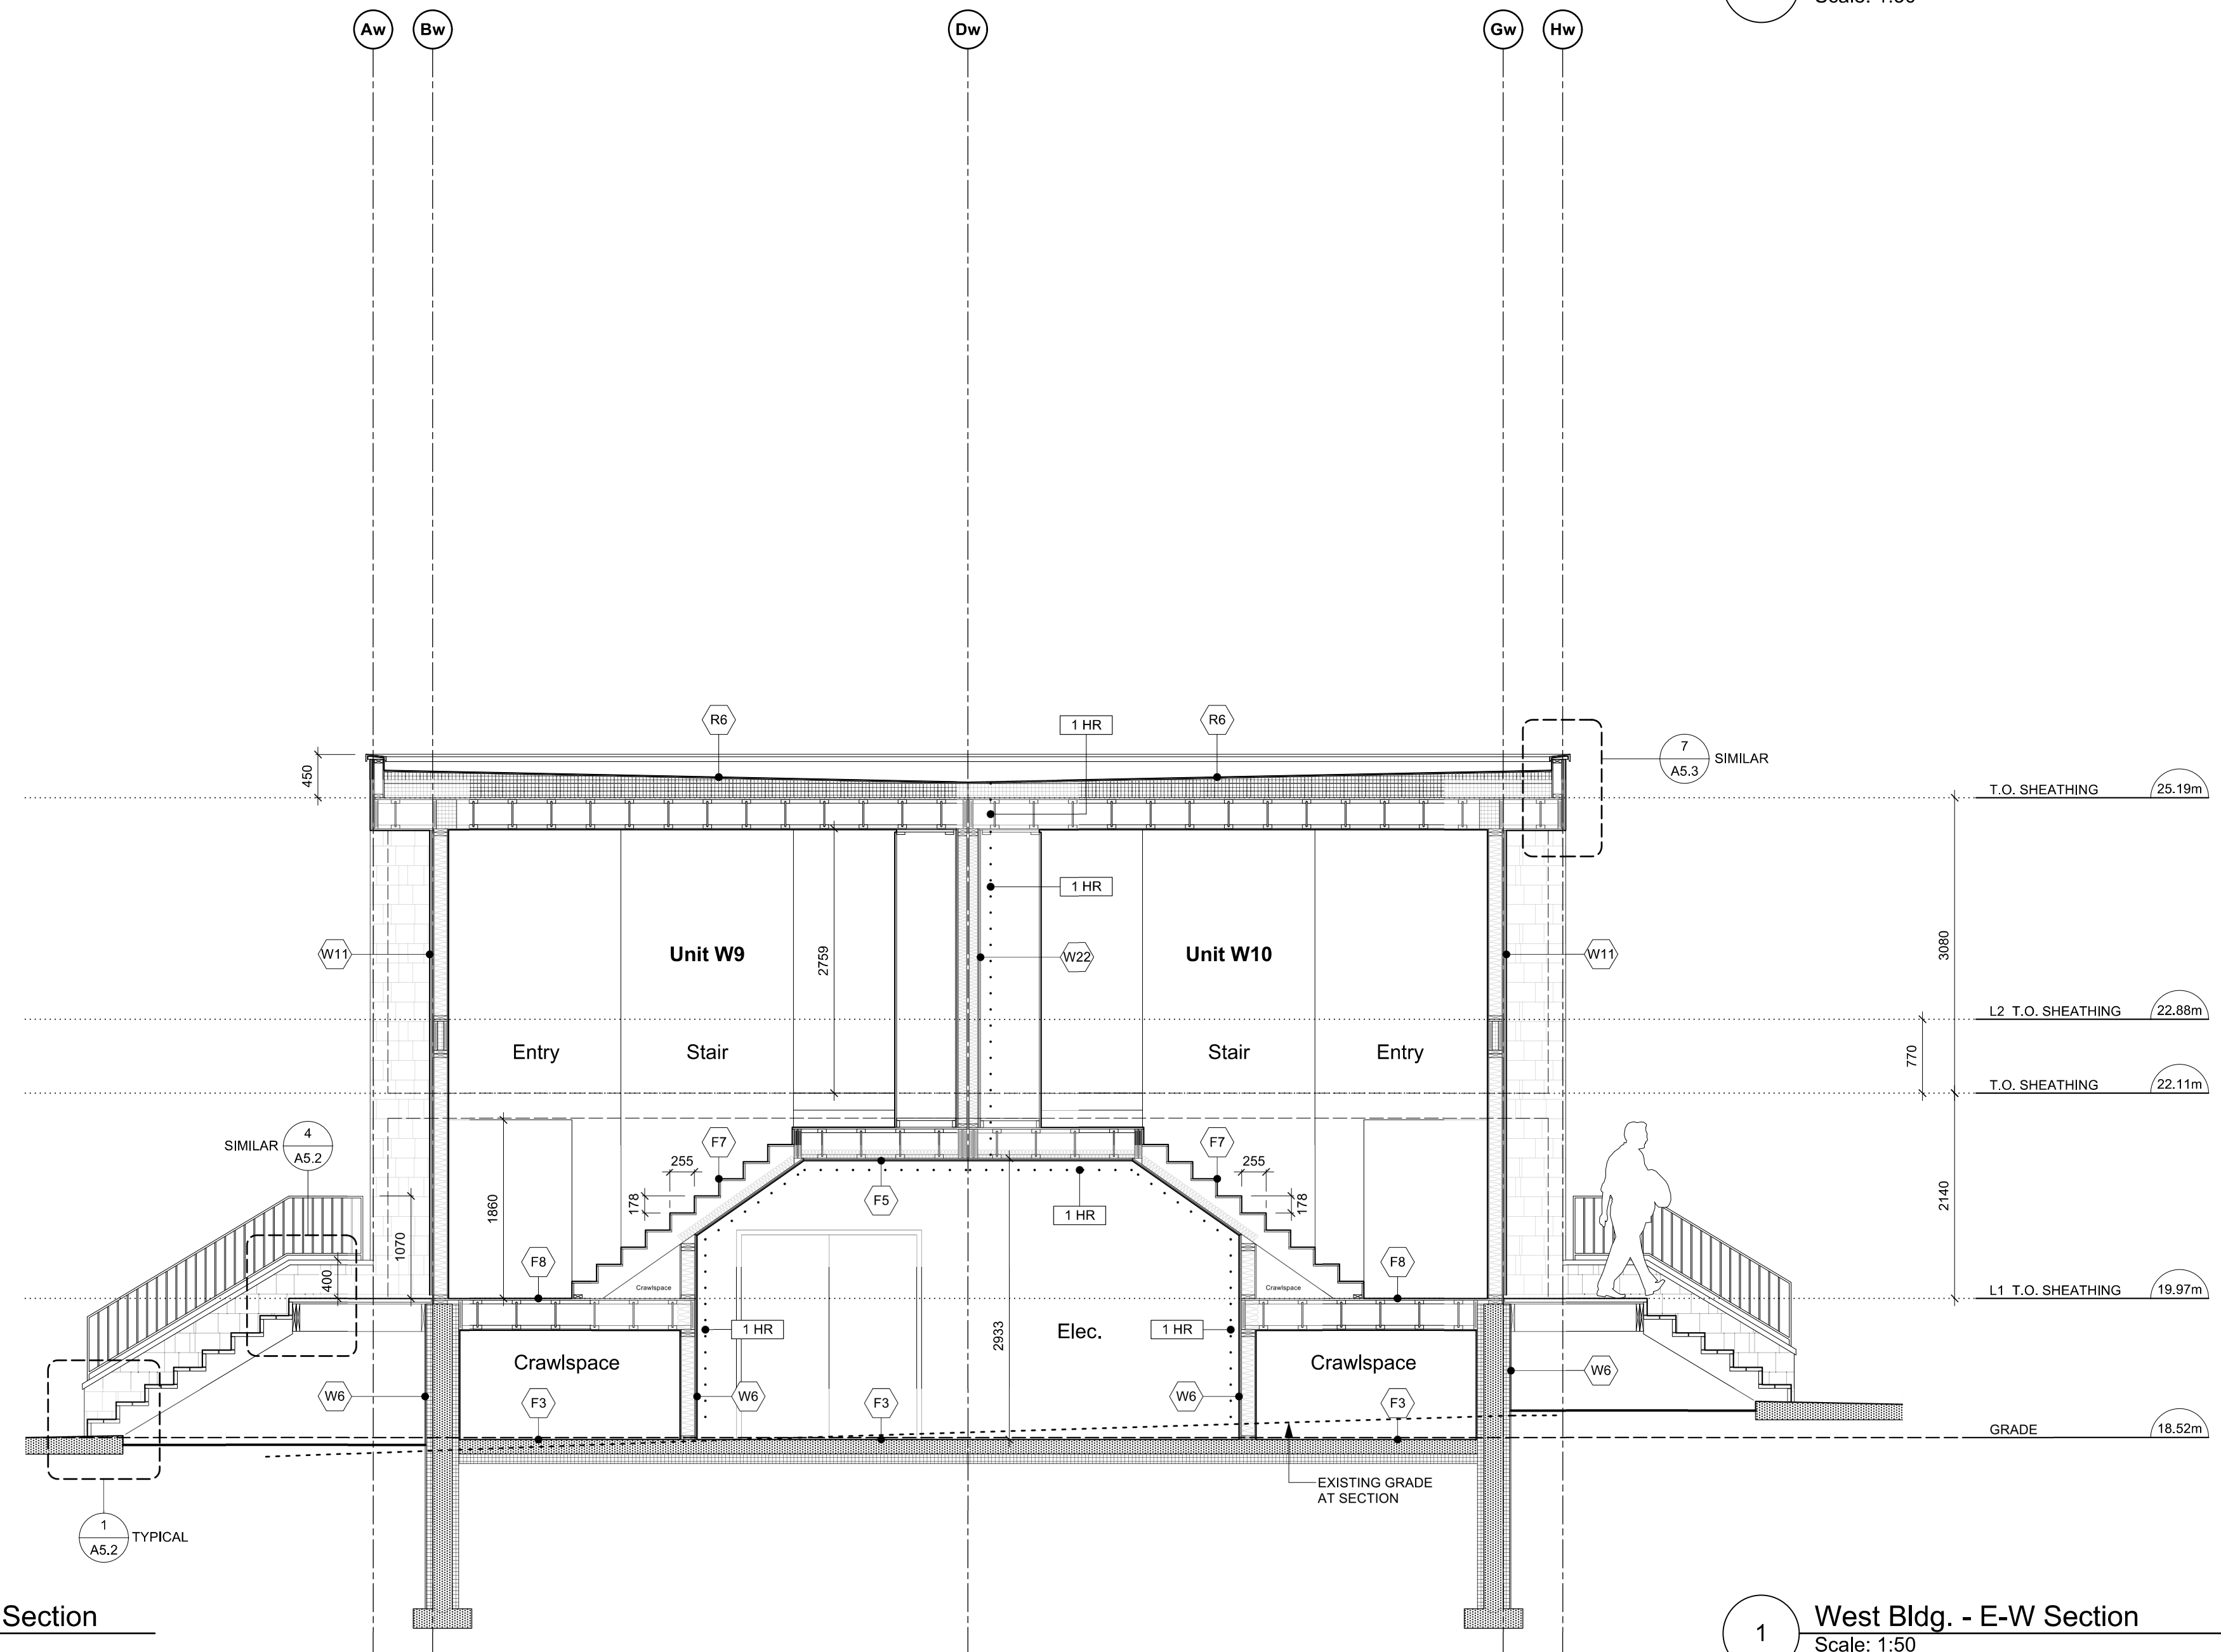 Scale: 1:50
Aw
Bw
Dw
Gw
Hw
R6
1 HR
R6
7
A5.3
SIMILAR
450
T.O. SHEATHING
25.19m
1 HR
W11
Unit W9
2759
W22
Unit W10
W11
3080
L2 T.O. SHEATHING
22.88m
Entry
Stair
Stair
Entry
770
T.O. SHEATHING
22.11m
SIMILAR
4
A5.2
F7
F7
255
255
178
178
1860
F5
1 HR
2140
1070
400
F8
F8
Crawlspace
Crawlspace
L1 T.O. SHEATHING
19.97m
1 HR
2933
Elec.
1 HR
Crawlspace
Crawlspace
W6
F3
W6
F3
W6
F3
W6
GRADE
18.52m
EXISTING GRADE
AT SECTION
1
A5.2
TYPICAL
Section
1
West Bldg. - E-W Section
Scale: 1:50